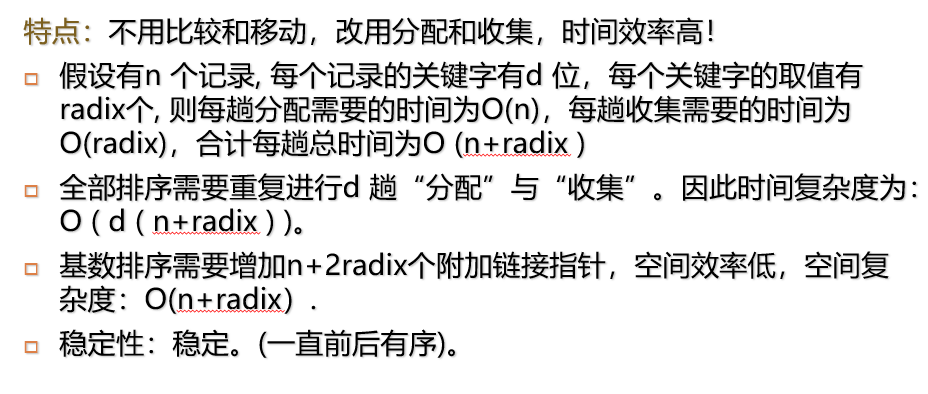 特点：不用比较和移动，改用分配和收集，时间效率高！
假设有n 个记录, 每个记录的关键字有d 位，每个关键字的取值有
radix个, 则每趟分配需要的时间为O(n)，每趟收集需要的时间为
O(radix)，合计每趟总时间为O (n+radix )
全部排序需要重复进行d 趟“分配”与“收集”。因此时间复杂度为：
O ( d ( n+radix ) )。
基数排序需要增加n+2radix个附加链接指针，空间效率低，空间复
杂度：O(n+radix）.
稳定性：稳定。(一直前后有序)。